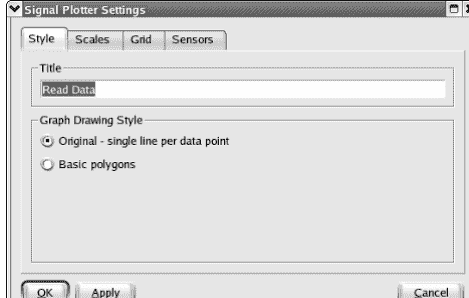 Signal Plotter Settings
Style Scales Grid Sensors
Title
Read Data
Graph Drawing Style
Original - single line per data point
Basic polygons
OK Apply Cancel